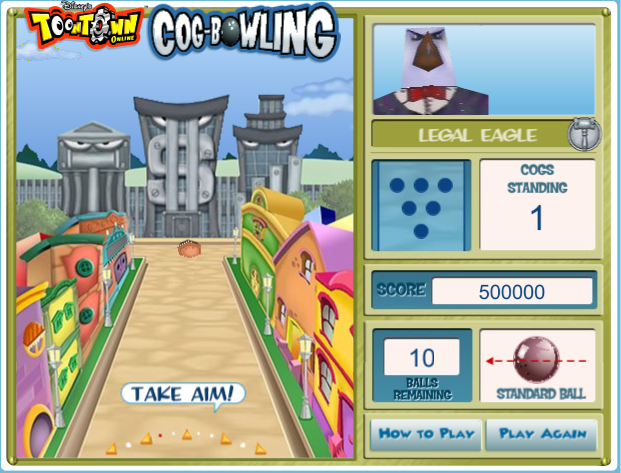 Disney's
TOONTOWN
ONLINE
COG-BOWLING
LEGAL EAGLE
COGS
STANDING
1
SCORE 500000
10
BALLS
REMAINING
STANDARD BALL
TAKE AIM!
HOW TO PLAY
PLAY AGAIN